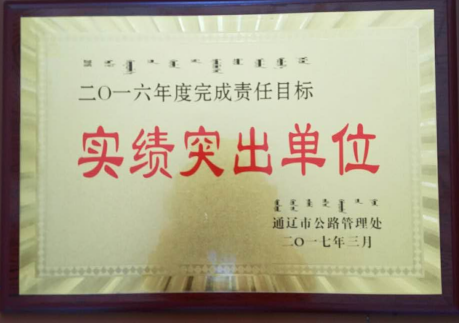 二〇一六年度完成责任目标
实绩突出单位
通辽市公路管理处
二〇一七年三月